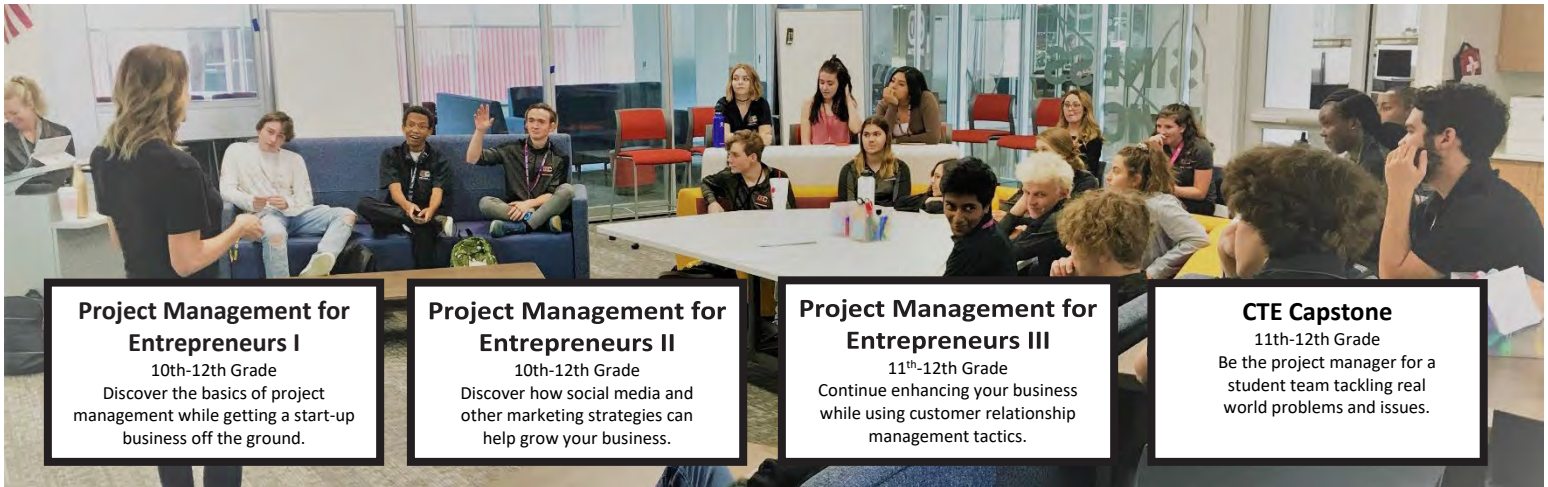 Project Management for
Entrepreneurs I
10th-12th Grade
Discover the basics of project
management while getting a start-up
business off the ground.
Project Management for
Entrepreneurs II
10th-12th Grade
Discover how social media and
other marketing strategies can
help grow your business.
Project Management for
Entrepreneurs III
11th-12th Grade
Continue enhancing your business
while using customer relationship
management tactics.
CTE Capstone
11th-12th Grade
Be the project manager for a
student team tackling real
world problems and issues.